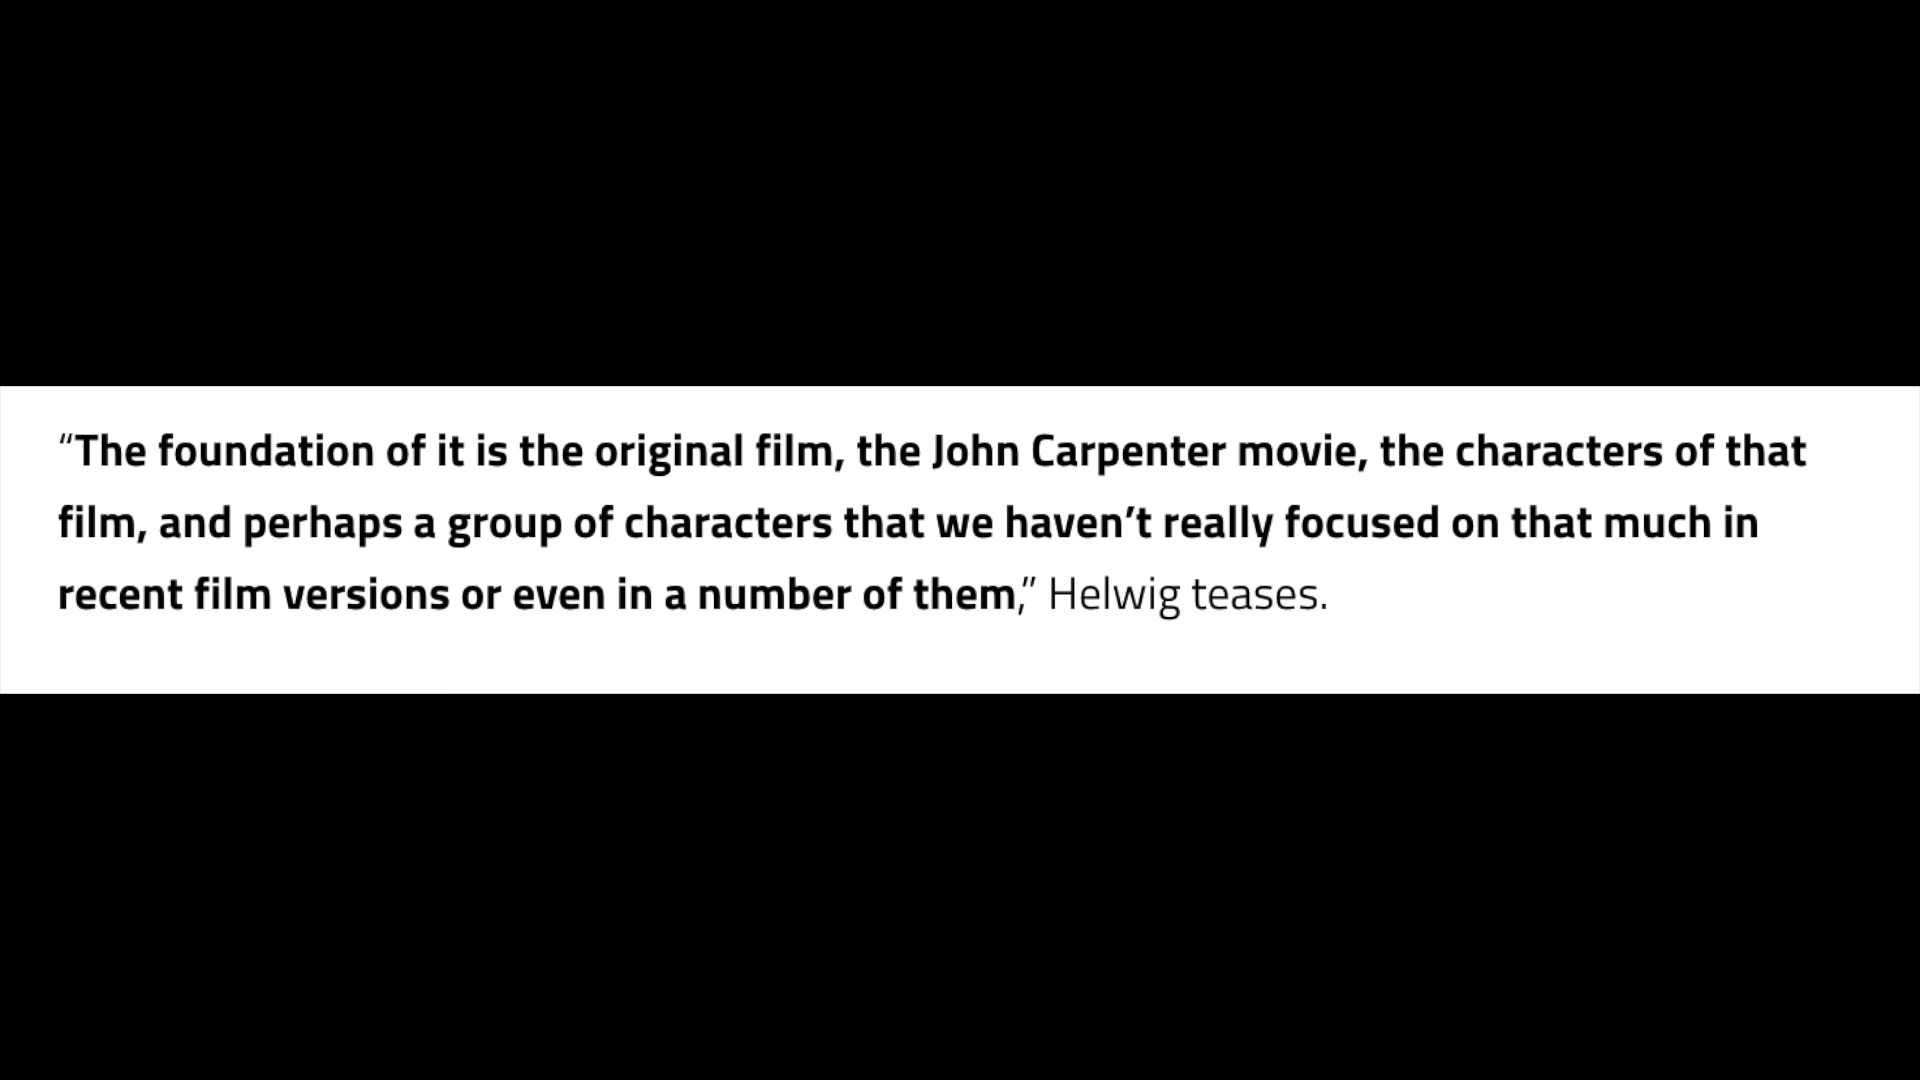 “The foundation of it is the original film, the John Carpenter movie, the characters of that
film, and perhaps a group of characters that we haven’t really focused on that much in
recent film versions or even in a number of them,” Helwig teases.